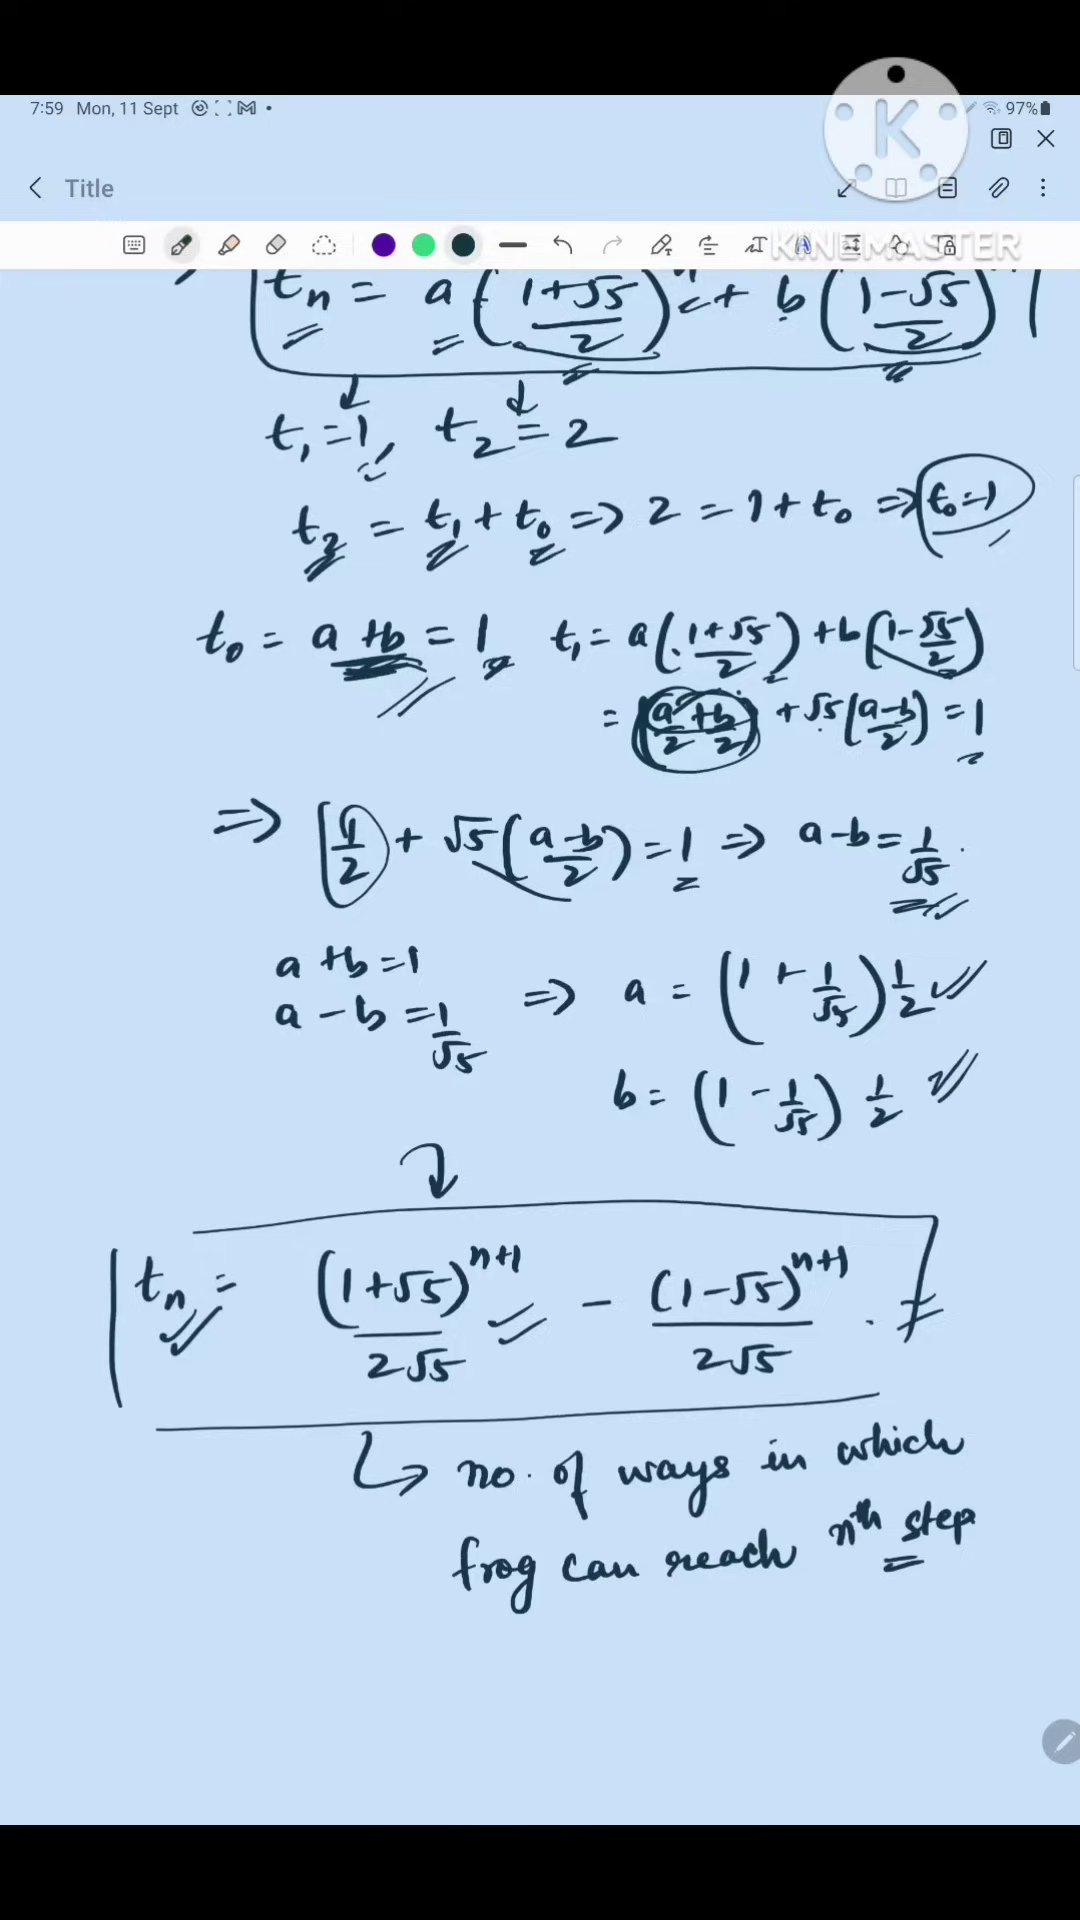 7:59 Mon, 11 Sept 97%
K
Title
KINEMASTER
tₙ = a((1+√5)/2)ⁿ + b((1-√5)/2)
t₁ = 1, t₂ = 2
t₂ = t₁ + t₀ => 2 = 1 + t₀ => t₀ = 1
t₀ = a + b = 1 t₁ = a((1+√5)/2) + b((1-√5)/2)
= (a/2 + b/2) + √5((a-b)/2) = 1
=> 1/2 + √5((a-b)/2) = 1 => a - b = 1/√5
a + b = 1
a - b = 1/√5 => a = (1 + 1/√5) 1/2
b = (1 - 1/√5) 1/2
tₙ = (1+√5)ⁿ⁺¹/2√5 - (1-√5)ⁿ⁺¹/2√5 .
↳ no. of ways in which
frog can reach nth step